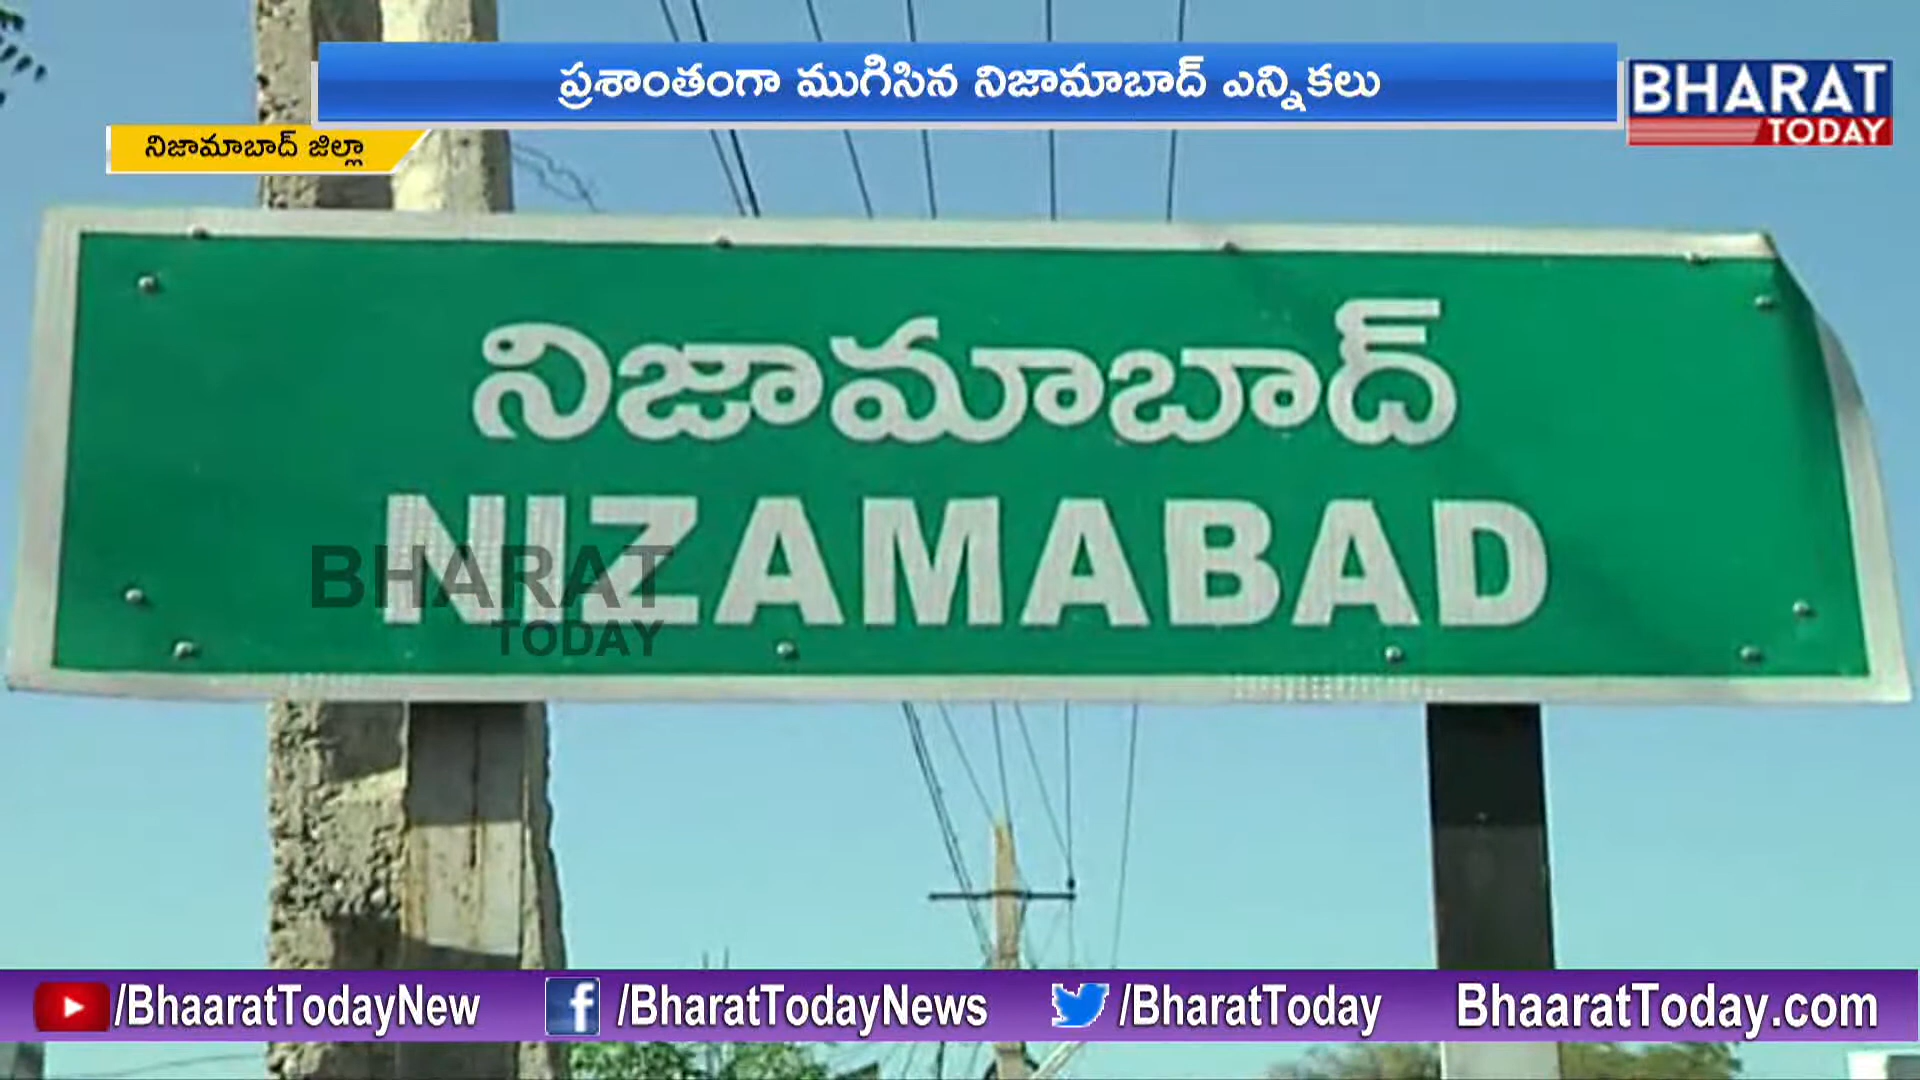 ప్రశాంతంగా ముగిసిన నిజామాబాద్ ఎన్నికలు
BHARAT
TODAY
నిజామాబాద్ జిల్లా
నిజామాబాద్
NIZAMABAD
BHARAT
TODAY
/BhaaratTodayNew /BharatTodayNews /BharatToday BhaaratToday.com